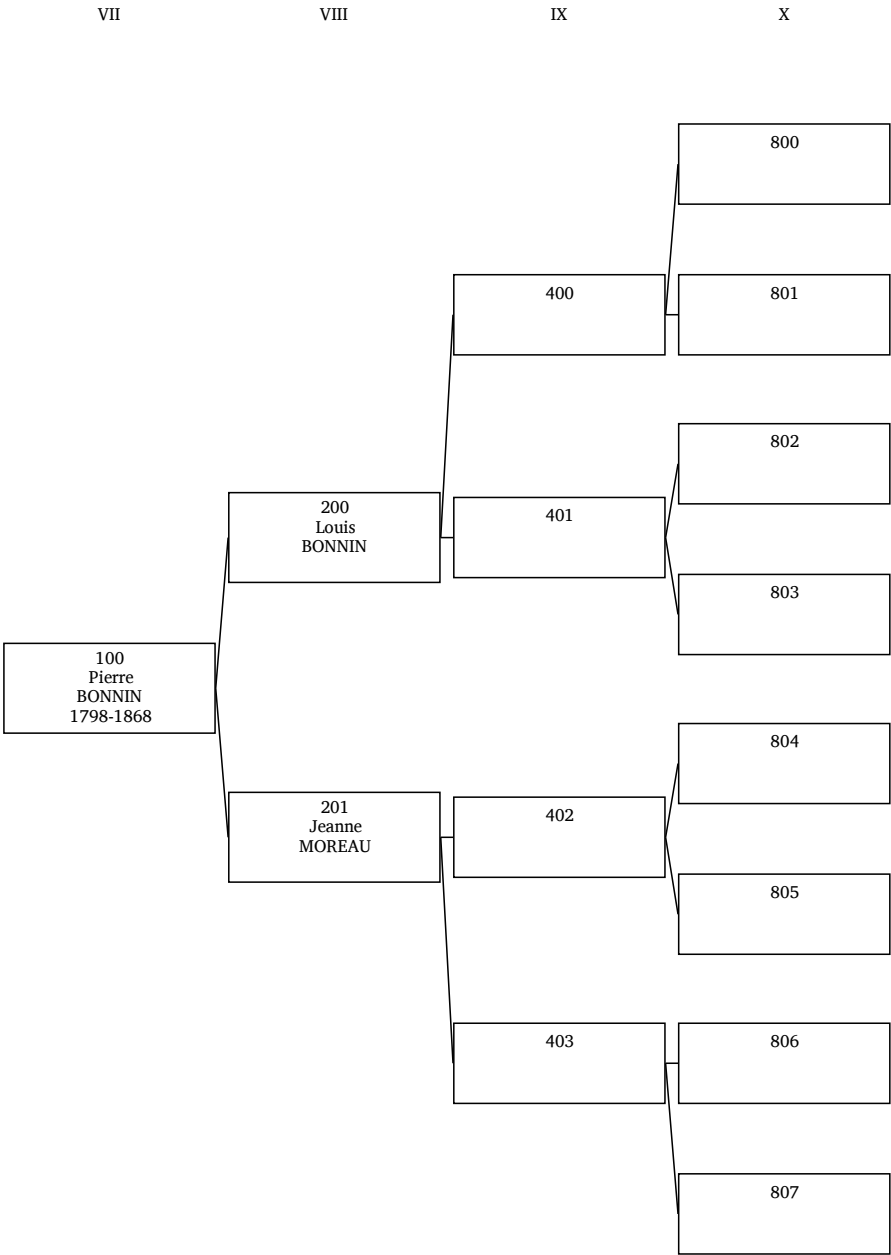 VII VIII IX X
800
400 801
802
200
Louis
BONNIN
401
803
100
Pierre
BONNIN
1798-1868
804
201
Jeanne
MOREAU
402
805
403 806
807